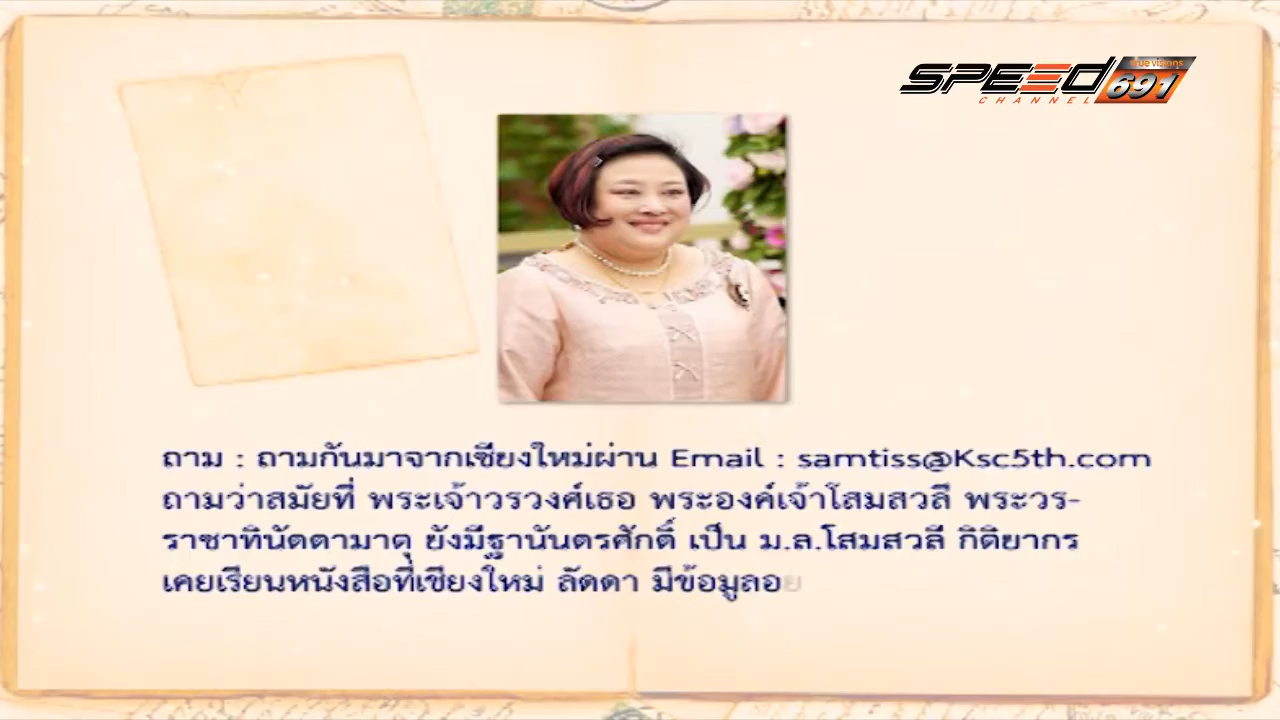 SPEED
CHANNEL
true visions
691
ถาม : ถามกันมาจากเชียงใหม่ผ่าน Email : samtiss@Ksc5th.com
ถามว่าสมัยที่ พระเจ้าวรวงศ์เธอ พระองค์เจ้าโสมสวลี พระวร-
ราชาทินัดดามาตุ ยังมีฐานันดรศักดิ์ เป็น ม.ล.โสมสวลี กิติยากร
เคยเรียนหนังสือที่เชียงใหม่ ลัดดา มีข้อมูลอย